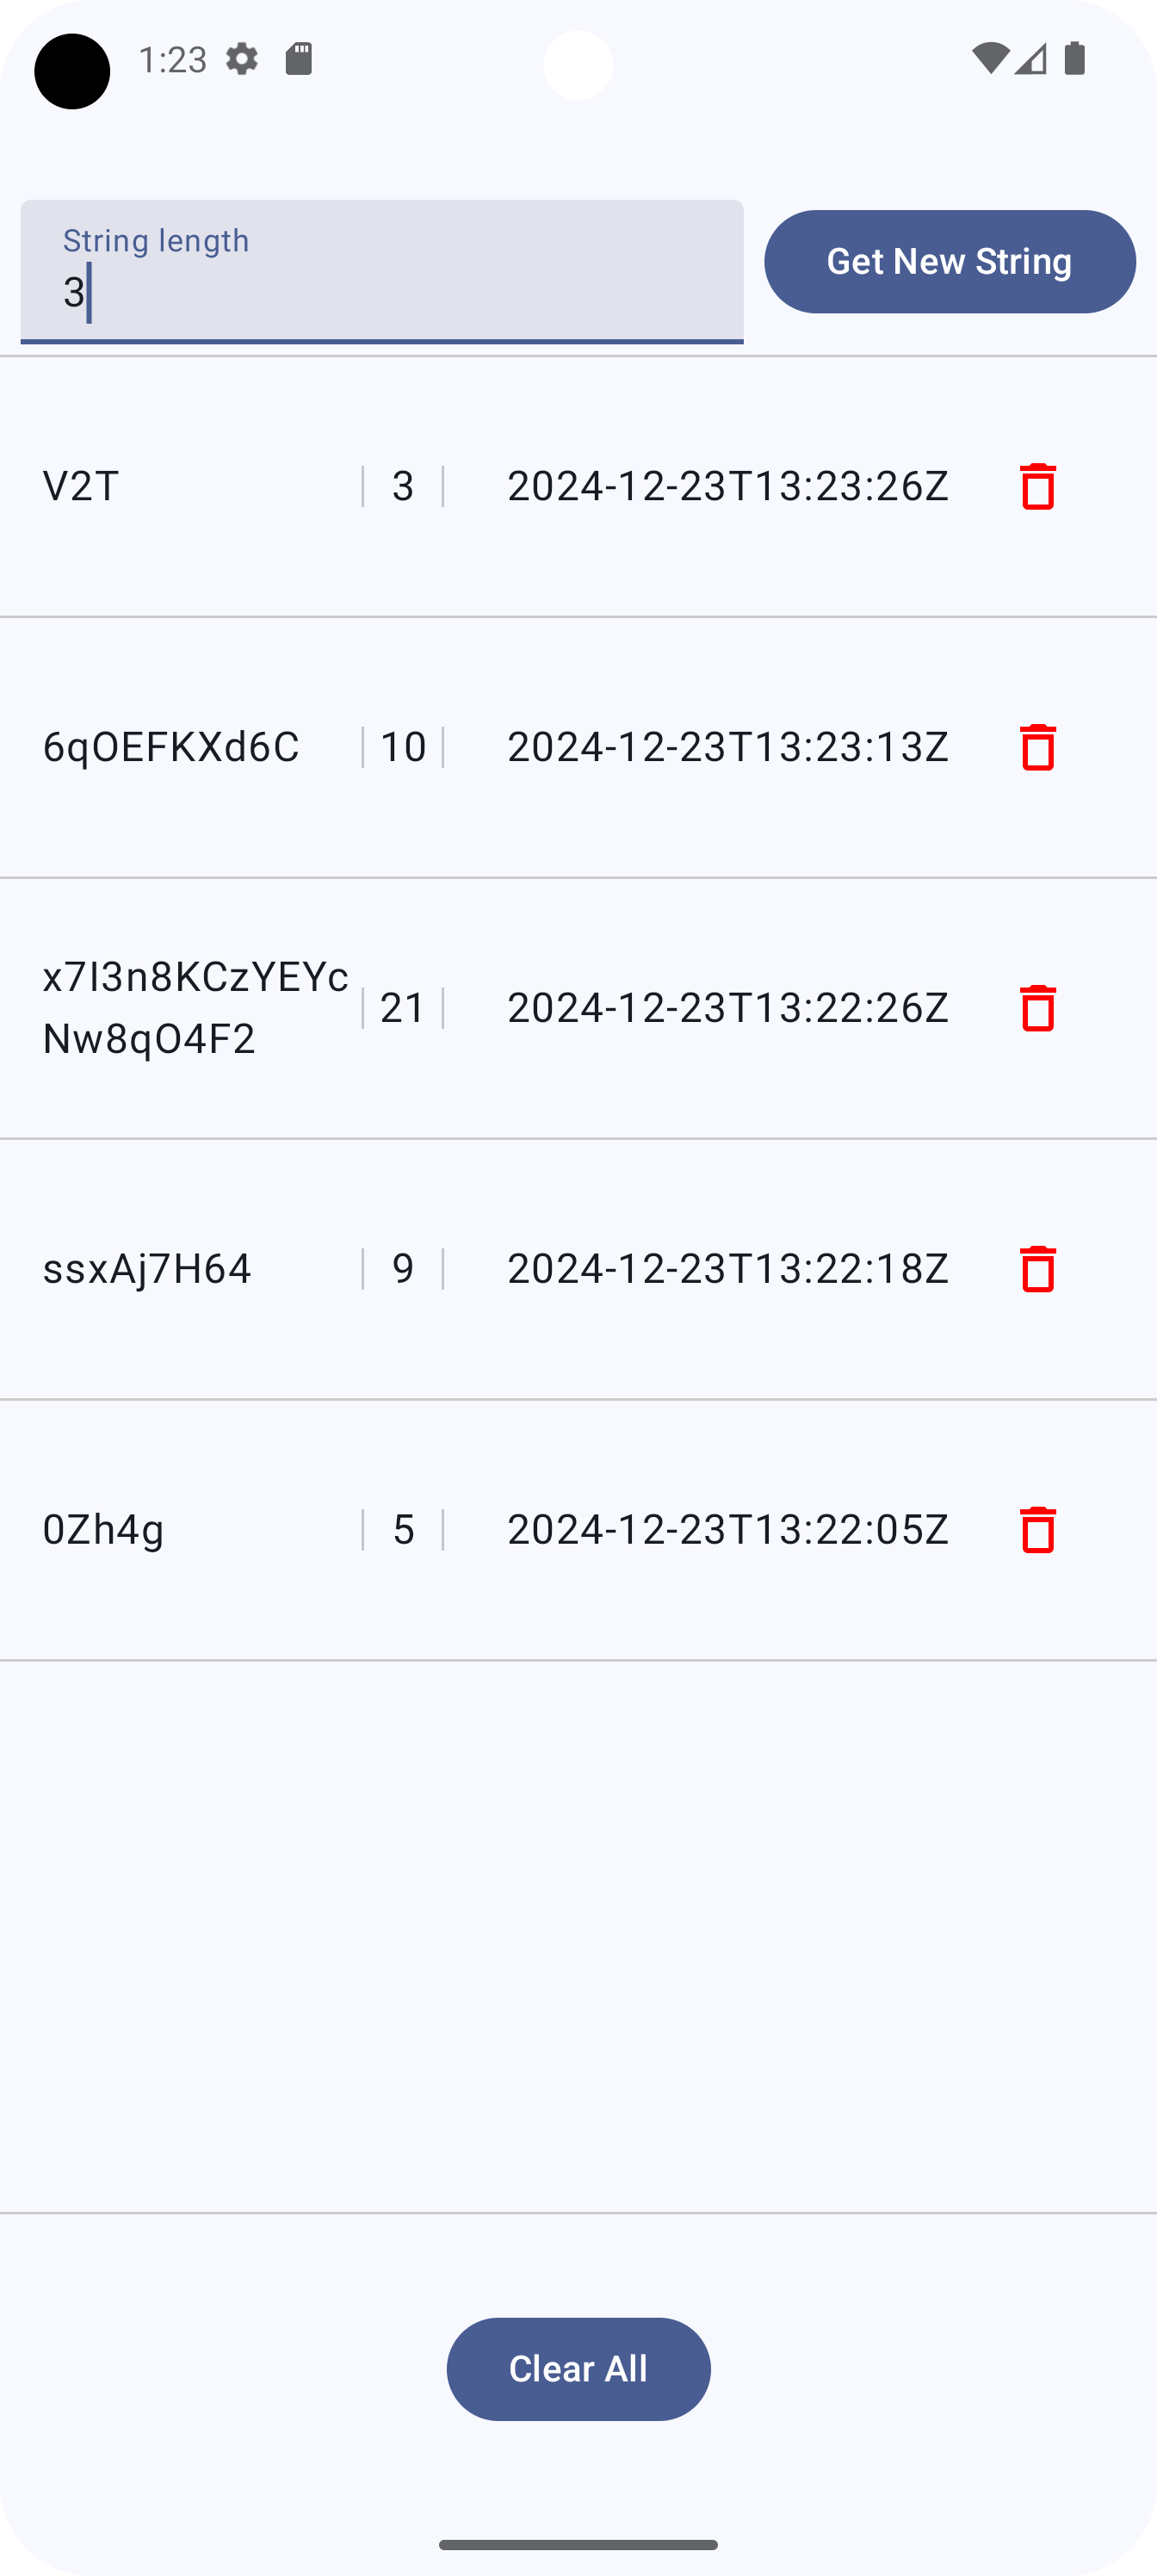 1:23
String length
3
Get New String
V2T 3 2024-12-23T13:23:26Z
6qOEFKXd6C 10 2024-12-23T13:23:13Z
x7I3n8KCzYEYc
Nw8qO4F2 21 2024-12-23T13:22:26Z
ssxAj7H64 9 2024-12-23T13:22:18Z
0Zh4g 5 2024-12-23T13:22:05Z
Clear All